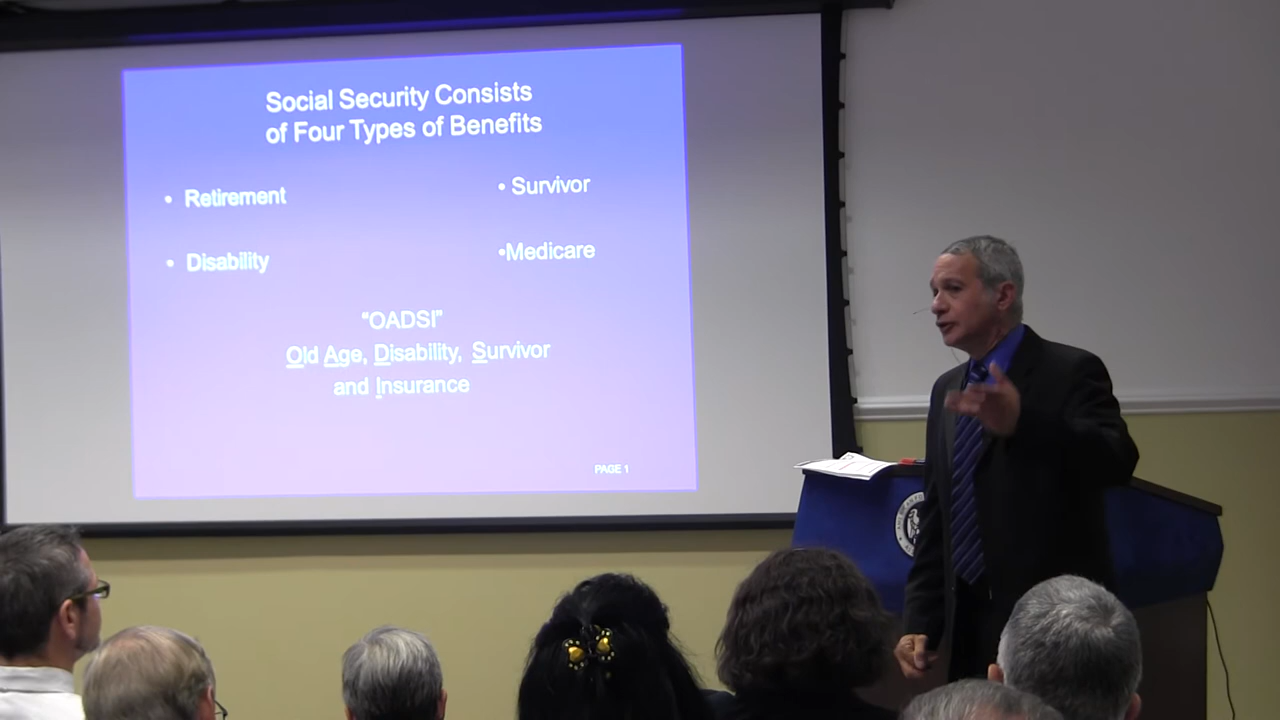 Social Security Consists
of Four Types of Benefits
• Retirement
• Survivor
• Disability
•Medicare
“OADSI”
Old Age, Disability, Survivor
and Insurance
PAGE 1